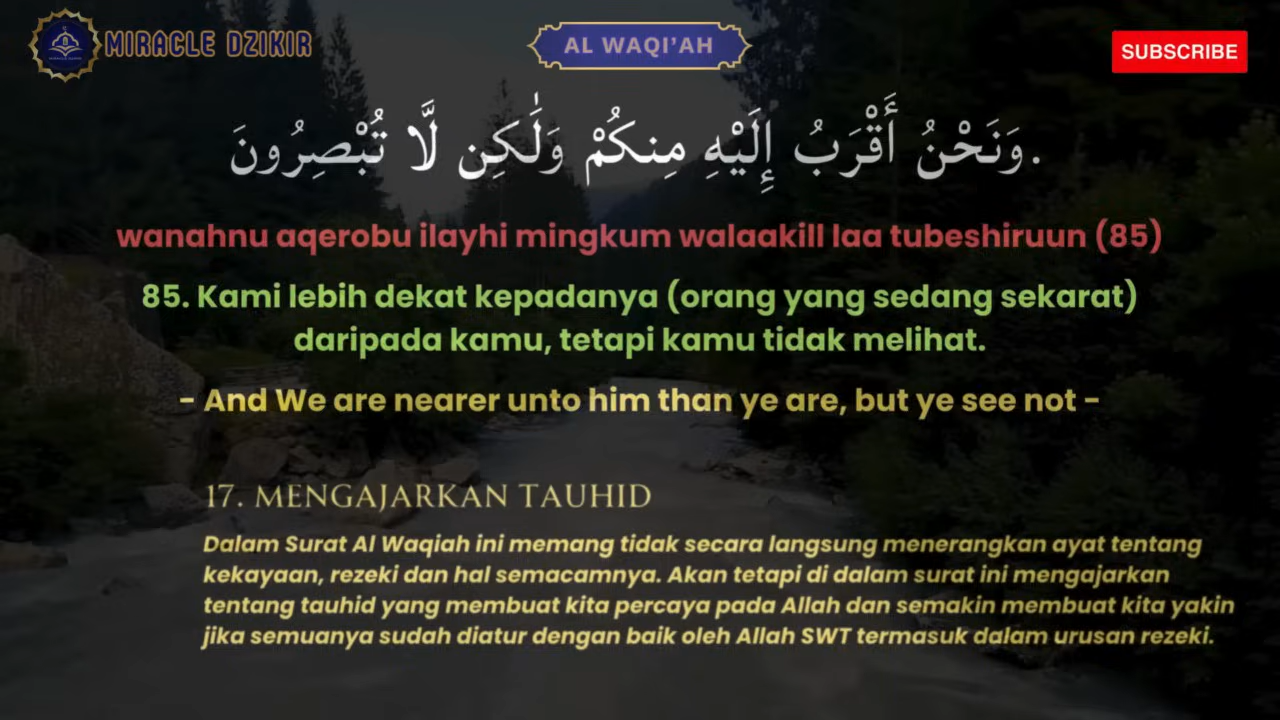 MIRACLE DZIKIR
AL WAQI'AH
SUBSCRIBE
وَنَحْنُ أَقْرَبُ إِلَيْهِ مِنكُمْ وَلَٰكِن لَّا تُبْصِرُونَ.
wanahnu aqerobu ilayhi mingkum walaakill laa tubeshiruun (85)
85. Kami lebih dekat kepadanya (orang yang sedang sekarat)
daripada kamu, tetapi kamu tidak melihat.
- And We are nearer unto him than ye are, but ye see not -
17. MENGAJARKAN TAUHID
Dalam Surat Al Waqiah ini memang tidak secara langsung menerangkan ayat tentang
kekayaan, rezeki dan hal semacamnya. Akan tetapi di dalam surat ini mengajarkan
tentang tauhid yang membuat kita percaya pada Allah dan semakin membuat kita yakin
jika semuanya sudah diatur dengan baik oleh Allah SWT termasuk dalam urusan rezeki.